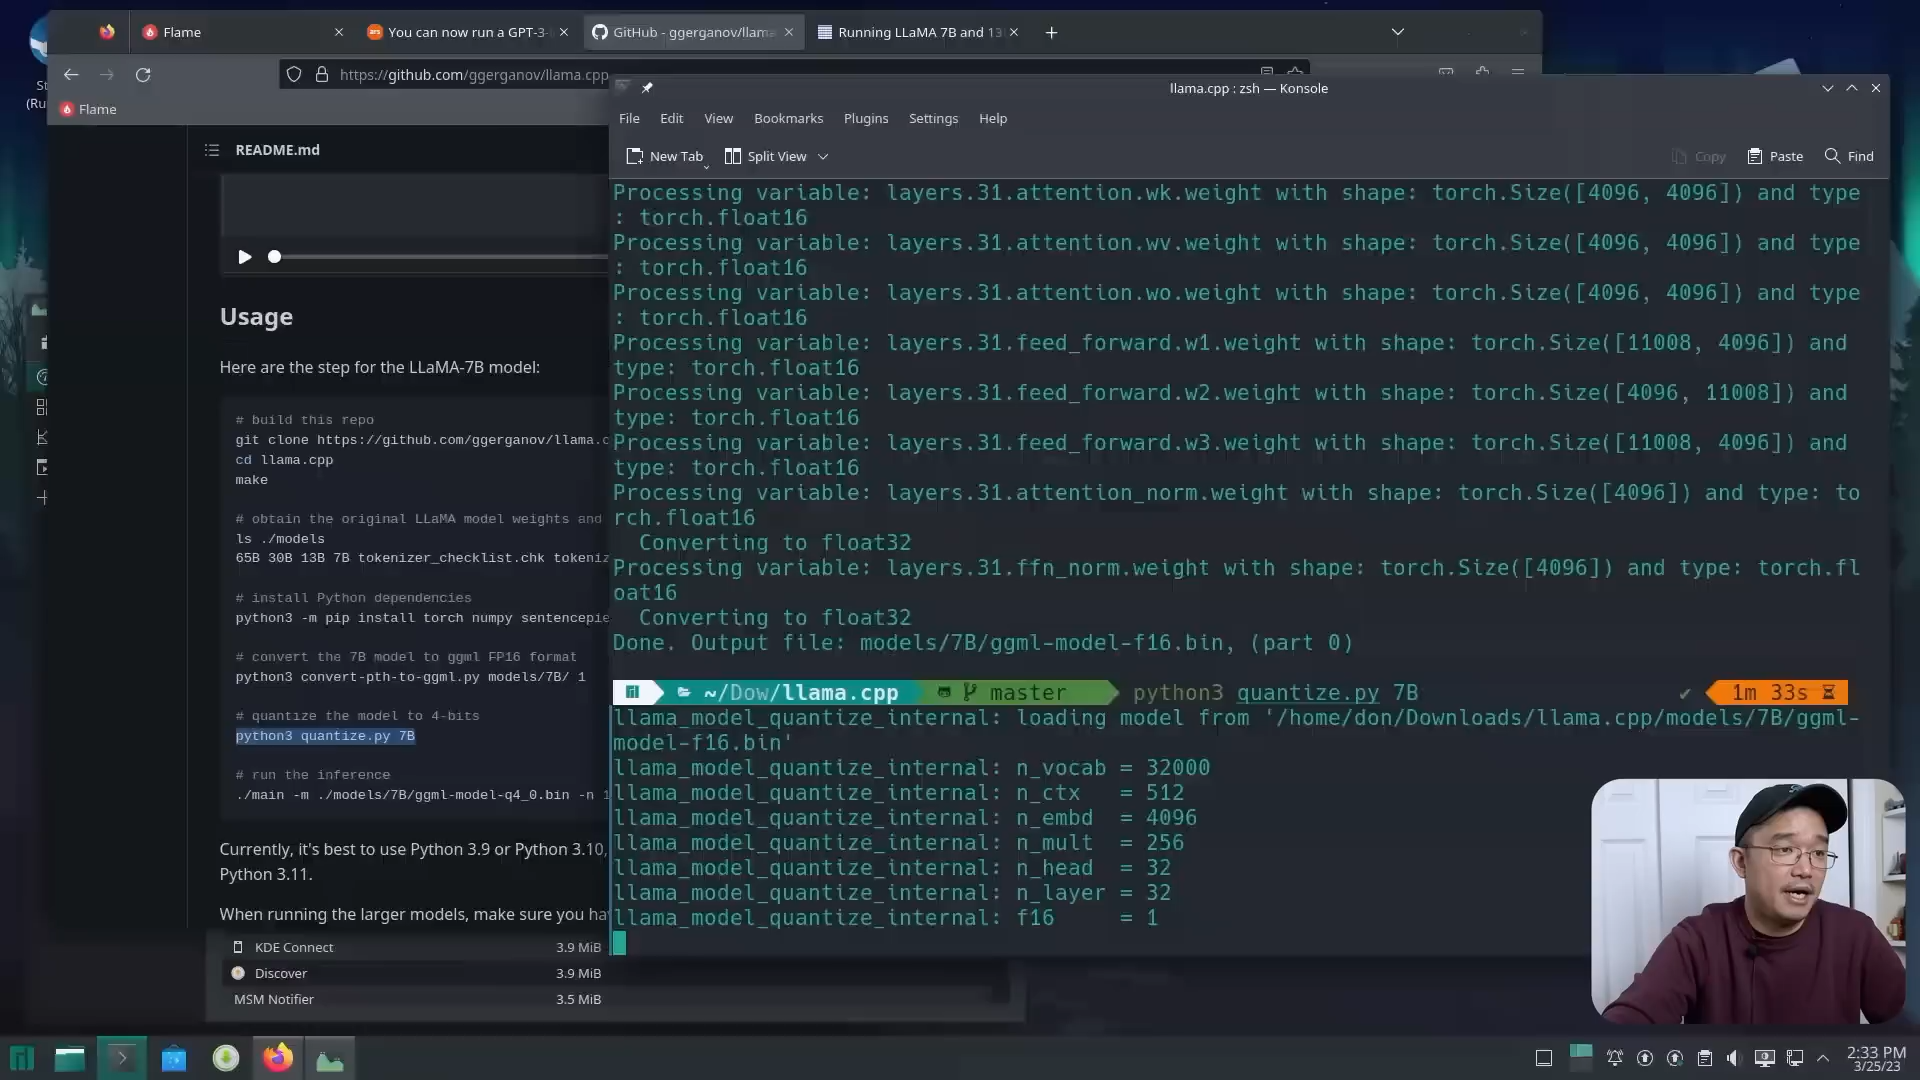 Flame
You can now run a GPT-3-
GitHub - ggerganov/llama
Running LLaMA 7B and 13
https://github.com/ggerganov/llama.cpp
Flame
README.md
Usage
Here are the step for the LLaMA-7B model:
# build this repo
git clone https://github.com/ggerganov/llama.c
cd llama.cpp
make
# obtain the original LLaMA model weights and
ls ./models
65B 30B 13B 7B tokenizer_checklist.chk tokeniz
# install Python dependencies
python3 -m pip install torch numpy sentencepie
# convert the 7B model to ggml FP16 format
python3 convert-pth-to-ggml.py models/7B/ 1
# quantize the model to 4-bits
python3 quantize.py 7B
# run the inference
./main -m ./models/7B/ggml-model-q4_0.bin -n 1
Currently, it's best to use Python 3.9 or Python 3.10,
Python 3.11.
When running the larger models, make sure you ha
KDE Connect 3.9 MiB
Discover 3.9 MiB
MSM Notifier 3.5 MiB
llama.cpp : zsh — Konsole
File Edit View Bookmarks Plugins Settings Help
New Tab Split View Copy Paste Find
Processing variable: layers.31.attention.wk.weight with shape: torch.Size([4096, 4096]) and type
: torch.float16
Processing variable: layers.31.attention.wv.weight with shape: torch.Size([4096, 4096]) and type
: torch.float16
Processing variable: layers.31.attention.wo.weight with shape: torch.Size([4096, 4096]) and type
: torch.float16
Processing variable: layers.31.feed_forward.w1.weight with shape: torch.Size([11008, 4096]) and
type: torch.float16
Processing variable: layers.31.feed_forward.w2.weight with shape: torch.Size([4096, 11008]) and
type: torch.float16
Processing variable: layers.31.feed_forward.w3.weight with shape: torch.Size([11008, 4096]) and
type: torch.float16
Processing variable: layers.31.attention_norm.weight with shape: torch.Size([4096]) and type: to
rch.float16
Converting to float32
Processing variable: layers.31.ffn_norm.weight with shape: torch.Size([4096]) and type: torch.fl
oat16
Converting to float32
Done. Output file: models/7B/ggml-model-f16.bin, (part 0)
~/Dow/llama.cpp master python3 quantize.py 7B ✔ 1m 33s
llama_model_quantize_internal: loading model from '/home/don/Downloads/llama.cpp/models/7B/ggml-
model-f16.bin'
llama_model_quantize_internal: n_vocab = 32000
llama_model_quantize_internal: n_ctx = 512
llama_model_quantize_internal: n_embd = 4096
llama_model_quantize_internal: n_mult = 256
llama_model_quantize_internal: n_head = 32
llama_model_quantize_internal: n_layer = 32
llama_model_quantize_internal: f16 = 1
2:33 PM
3/25/23